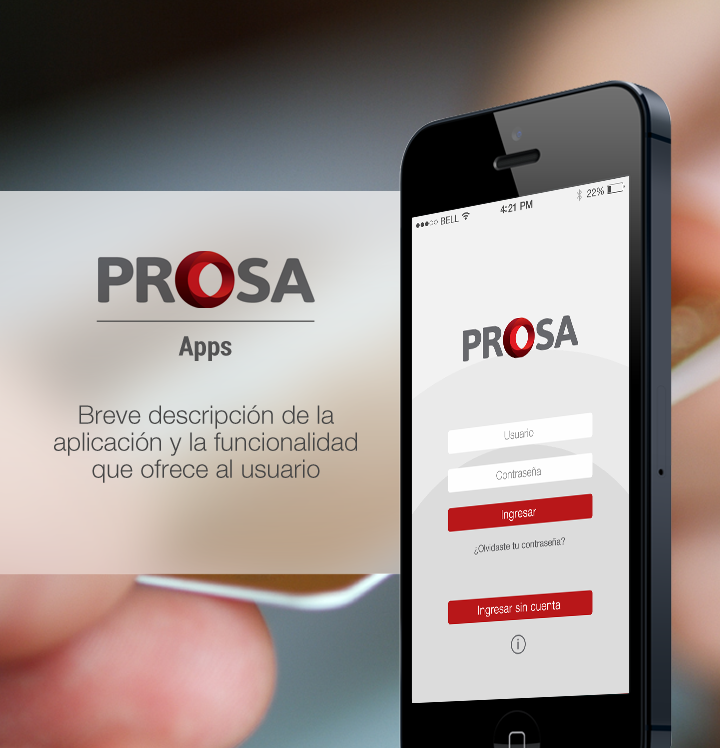 PROSA
Apps
Breve descripción de la
aplicación y la funcionalidad
que ofrece al usuario
BELL 4:21 PM 22%
PROSA
Usuario
Contraseña
Ingresar
¿Olvidaste tu contraseña?
Ingresar sin cuenta
i